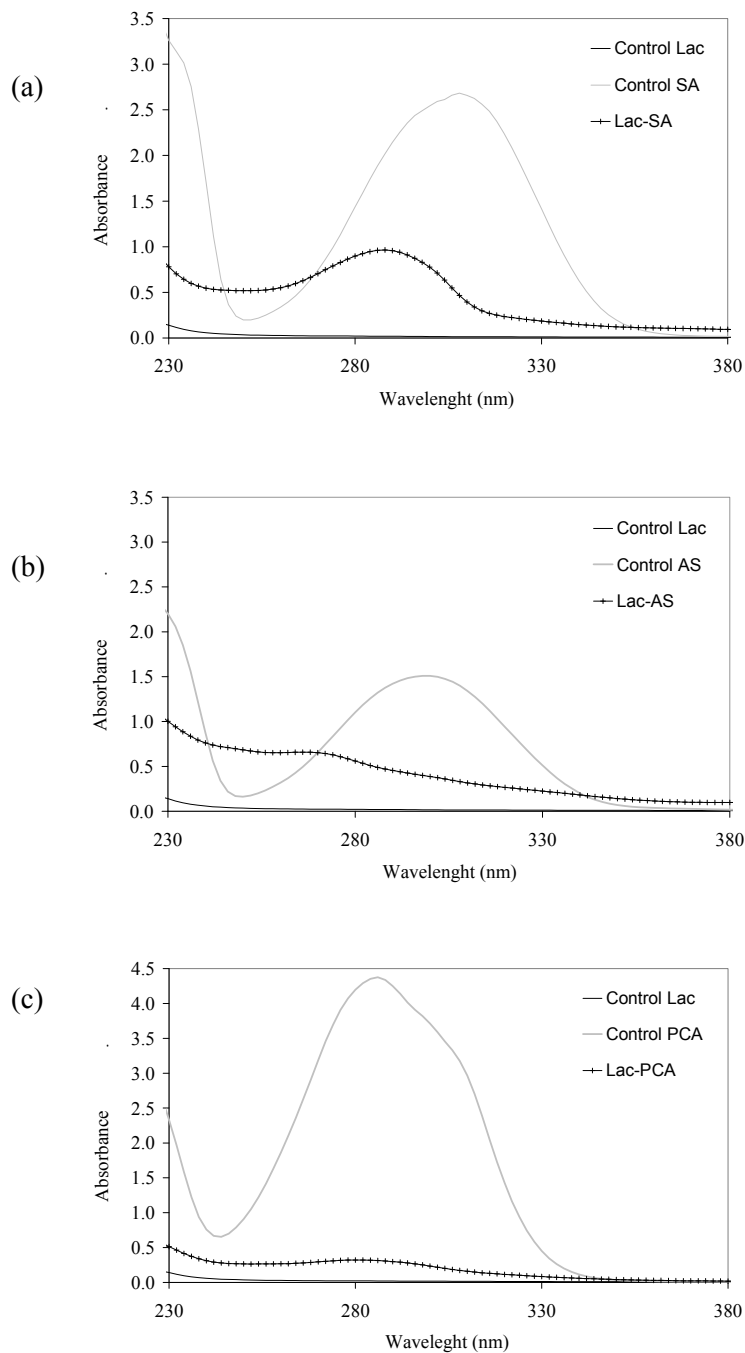 (a)
3.5
3.0
2.5
2.0
1.5
1.0
0.5
0.0
Absorbance
Control Lac
Control SA
Lac-SA
230 280 330 380
Wavelenght (nm)
(b)
3.5
3.0
2.5
2.0
1.5
1.0
0.5
0.0
Absorbance
Control Lac
Control AS
Lac-AS
230 280 330 380
Wavelenght (nm)
(c)
4.5
4.0
3.5
3.0
2.5
2.0
1.5
1.0
0.5
0.0
Absorbance
Control Lac
Control PCA
Lac-PCA
230 280 330 380
Waveleght (nm)